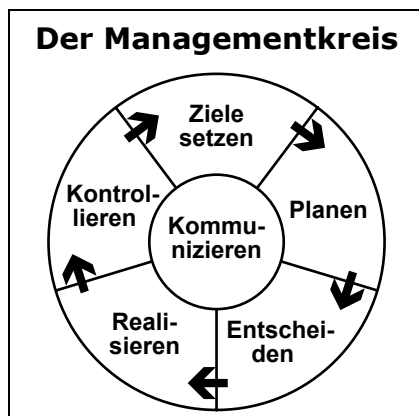 Der Managementkreis
Ziele
setzen
Planen
Entschei-
den
Reali-
sieren
Kontrol-
lieren
Kommu-
nizieren